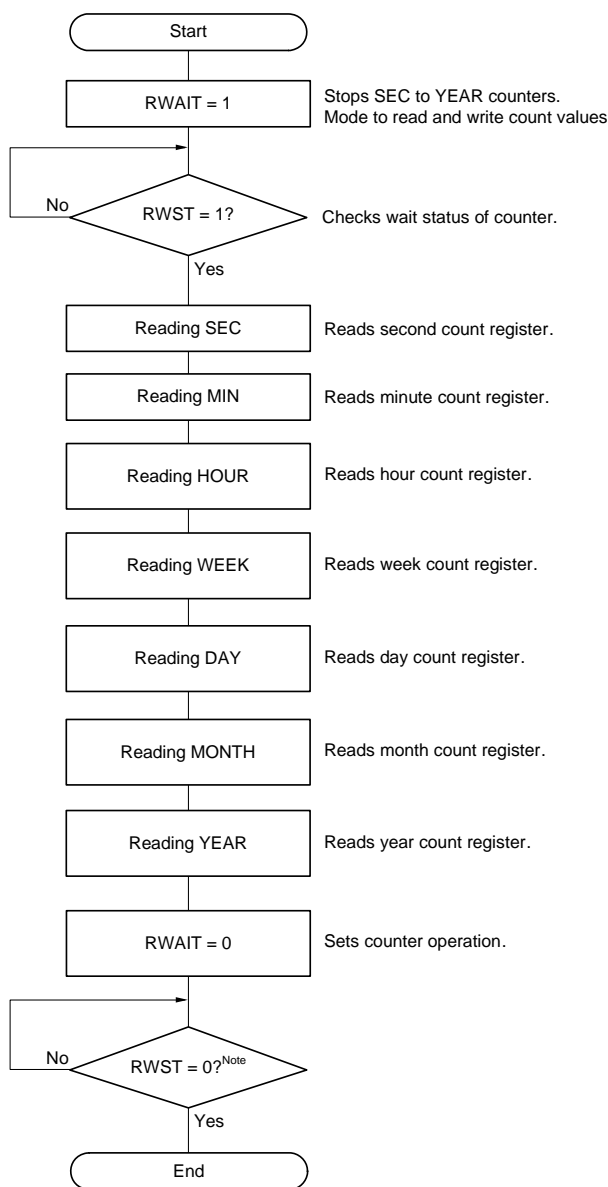 Start
RWAIT = 1
Stops SEC to YEAR counters.
Mode to read and write count values
No
RWST = 1?
Checks wait status of counter.
Yes
Reading SEC
Reads second count register.
Reading MIN
Reads minute count register.
Reading HOUR
Reads hour count register.
Reading WEEK
Reads week count register.
Reading DAY
Reads day count register.
Reading MONTH
Reads month count register.
Reading YEAR
Reads year count register.
RWAIT = 0
Sets counter operation.
No
RWST = 0?Note
Yes
End